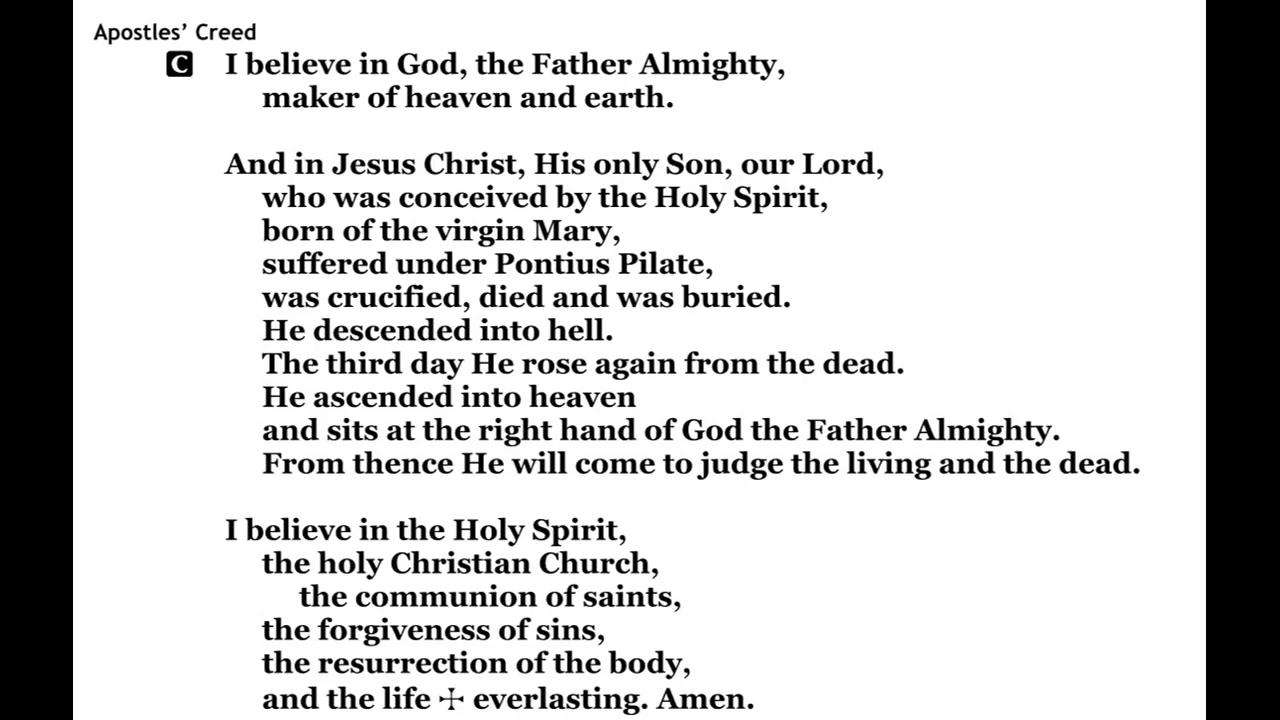 Apostles’ Creed
C I believe in God, the Father Almighty,
maker of heaven and earth.
And in Jesus Christ, His only Son, our Lord,
who was conceived by the Holy Spirit,
born of the virgin Mary,
suffered under Pontius Pilate,
was crucified, died and was buried.
He descended into hell.
The third day He rose again from the dead.
He ascended into heaven
and sits at the right hand of God the Father Almighty.
From thence He will come to judge the living and the dead.
I believe in the Holy Spirit,
the holy Christian Church,
the communion of saints,
the forgiveness of sins,
the resurrection of the body,
and the life ☩ everlasting. Amen.